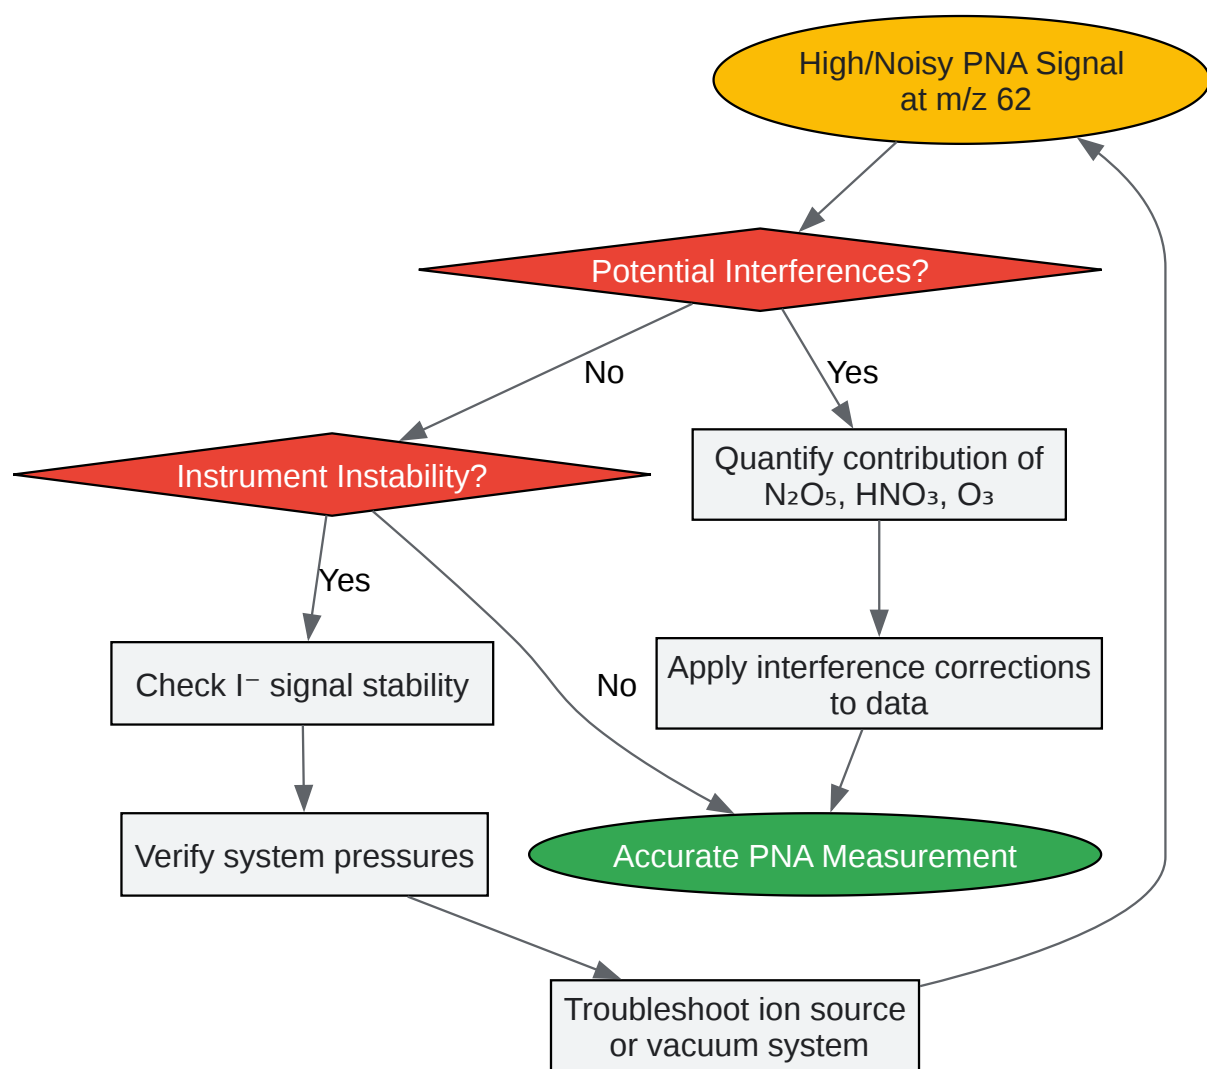 High/Noisy PNA Signal
at m/z 62
Potential Interferences?
No
Yes
Instrument Instability?
Quantify contribution of
N₂O₅, HNO₃, O₃
Yes
Check I⁻ signal stability
No
Apply interference corrections
to data
Verify system pressures
Accurate PNA Measurement
Troubleshoot ion source
or vacuum system